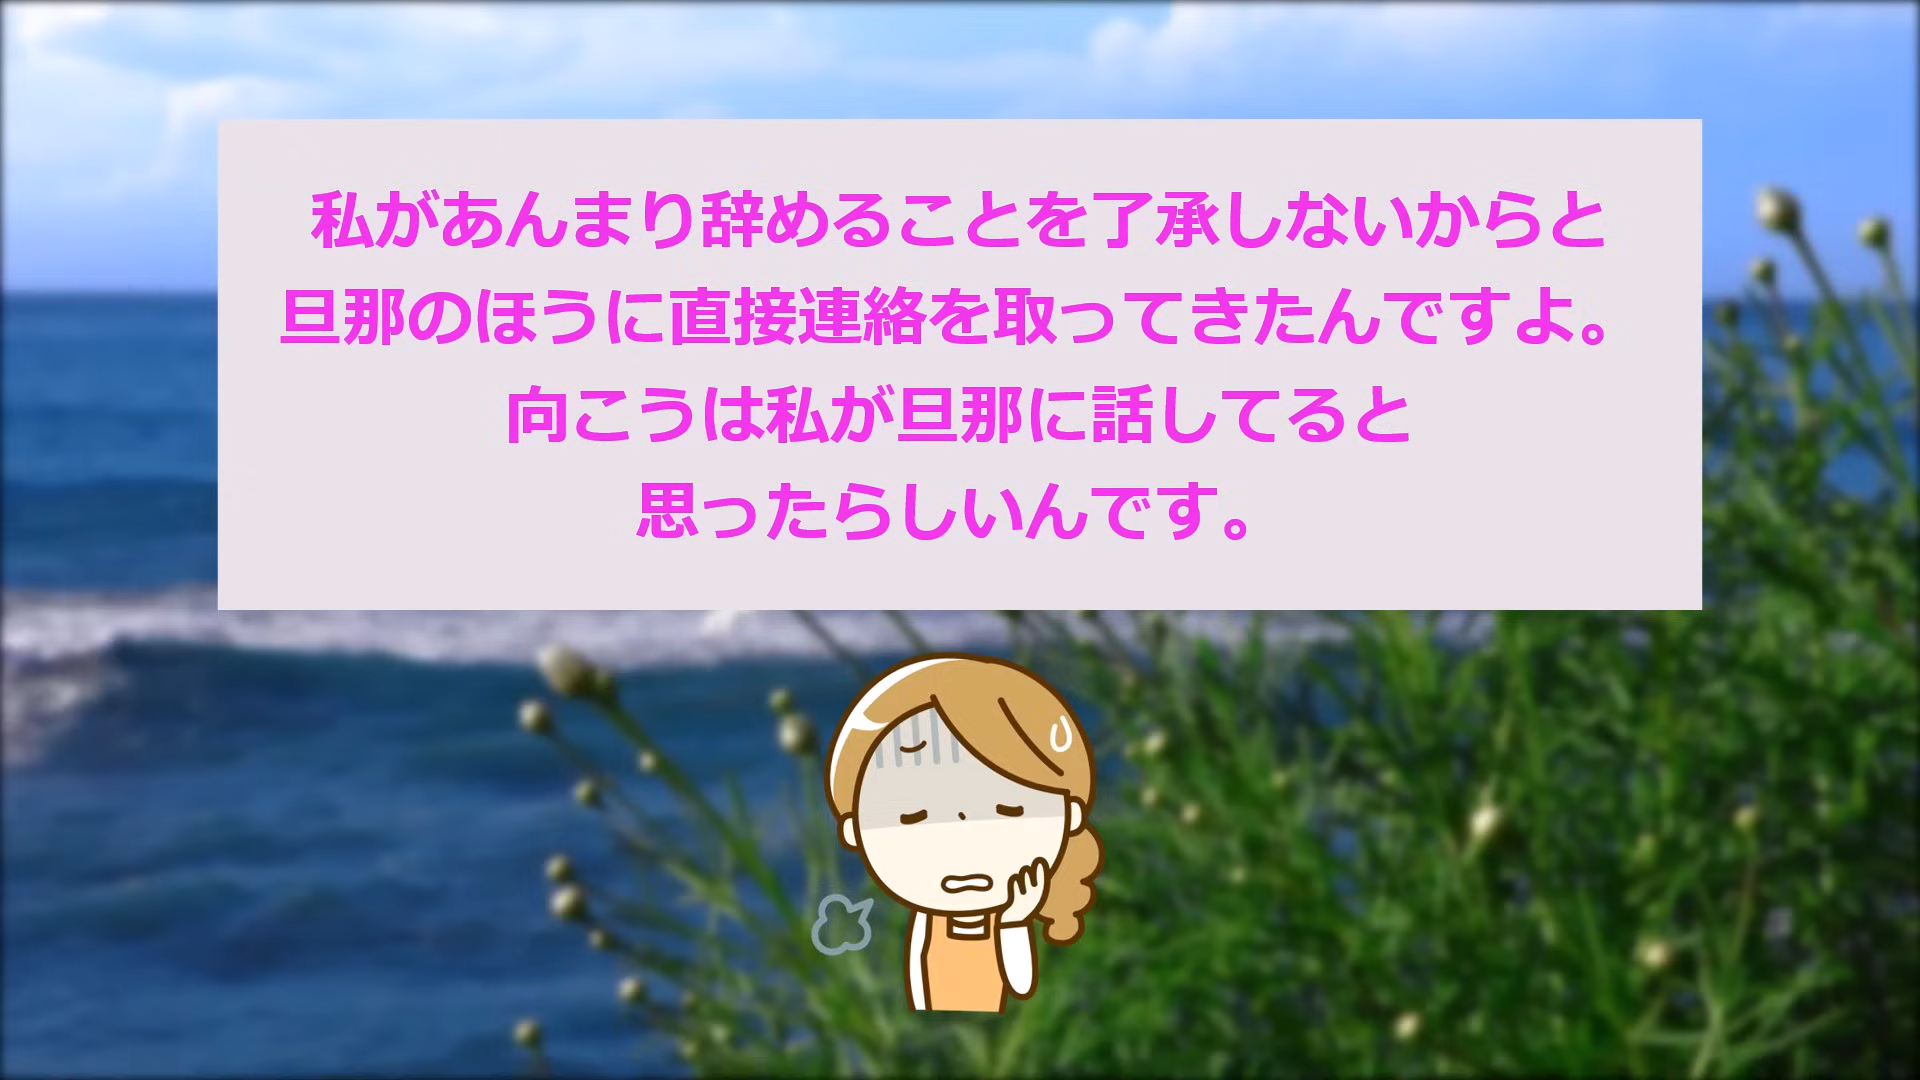 私があんまり辞めることを了承しないからと
旦那のほうに直接連絡を取ってきたんですよ。
向こうは私が旦那に話してると
思ったらしいんです。